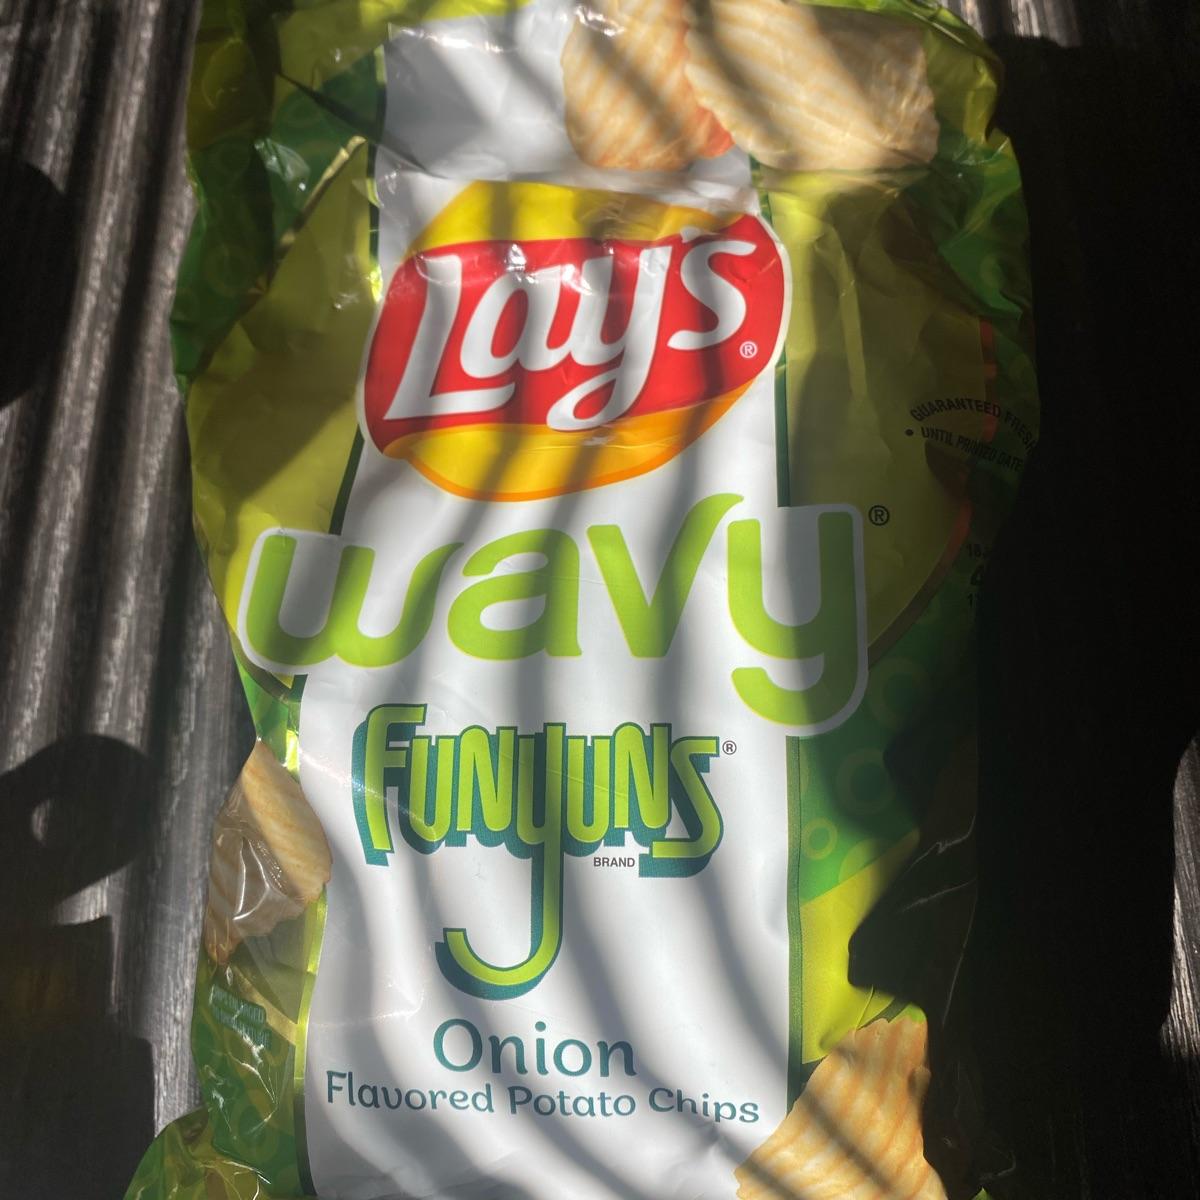 Lay's®
GUARANTEED FRESH
• UNTIL PRINTED DATE
wavy®
FUNYUNS®
BRAND
Onion
Flavored Potato Chips